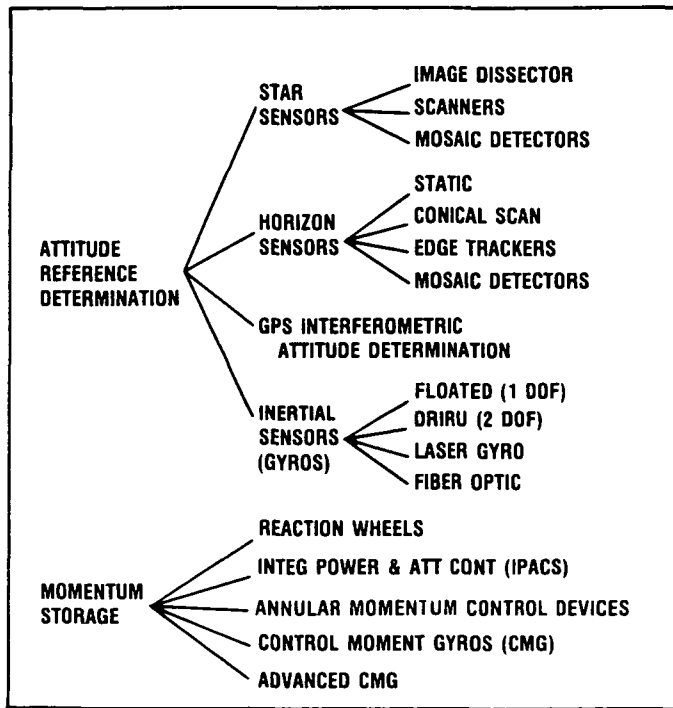 ATTITUDE
REFERENCE
DETERMINATION
STAR
SENSORS
IMAGE DISSECTOR
SCANNERS
MOSAIC DETECTORS
HORIZON
SENSORS
STATIC
CONICAL SCAN
EDGE TRACKERS
MOSAIC DETECTORS
GPS INTERFEROMETRIC
ATTITUDE DETERMINATION
INERTIAL
SENSORS
(GYROS)
FLOATED (1 DOF)
DRIRU (2 DOF)
LASER GYRO
FIBER OPTIC
MOMENTUM
STORAGE
REACTION WHEELS
INTEG POWER & ATT CONT (IPACS)
ANNULAR MOMENTUM CONTROL DEVICES
CONTROL MOMENT GYROS (CMG)
ADVANCED CMG